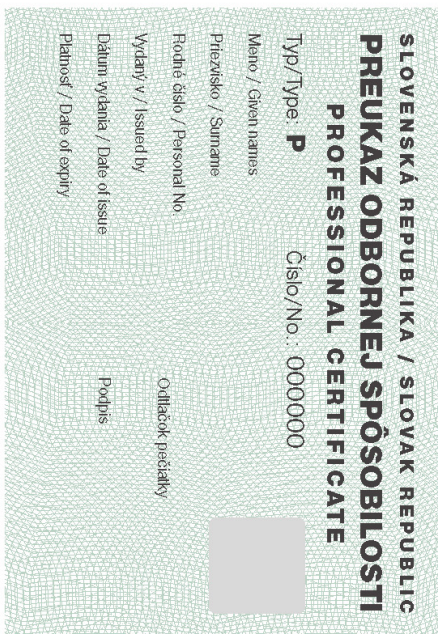 SLOVENSKÁ REPUBLIKA / SLOVAK REPUBLIC
PREUKAZ ODBORNEJ SPÔSOBILOSTI
PROFESSIONAL CERTIFICATE
Typ/Type: P Číslo/No.: 000000
Meno / Given names
Priezvisko / Surname
Rodné číslo / Personal No.
Vydaný v / Issued by
Odtlačok pečiatky
Dátum vydania / Date of issue
Podpis
Platnosť / Date of expiry